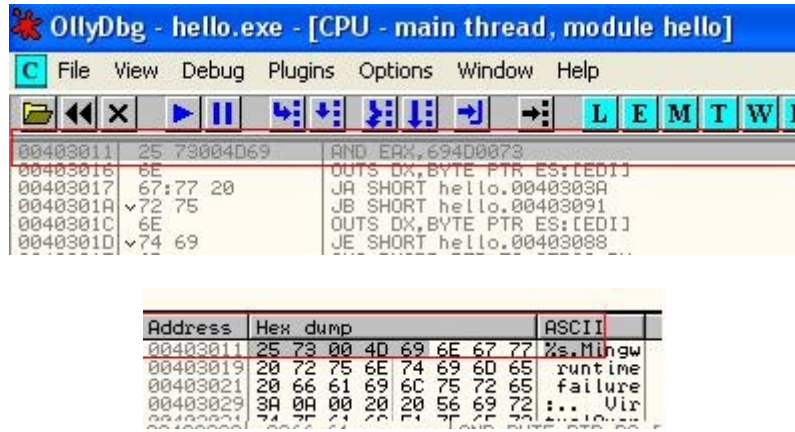 OllyDbg - hello.exe - [CPU - main thread, module hello]
C File View Debug Plugins Options Window Help
L E M T W
00403011 25 73004D69 AND EAX,694D0073
00403016 6E OUTS DX,BYTE PTR ES:[EDI]
00403017 67:77 20 JA SHORT hello.0040303A
0040301A 72 75 JB SHORT hello.00403091
0040301C 6E OUTS DX,BYTE PTR ES:[EDI]
0040301D 74 69 JE SHORT hello.00403088
Address Hex dump ASCII
00403011 25 73 00 4D 69 6E 67 77 %s.Mingw
00403019 20 72 75 6E 74 69 6D 65 runtime
00403021 20 66 61 69 6C 75 72 65 failure
00403029 3A 0A 00 20 20 56 69 72 :.. Vir